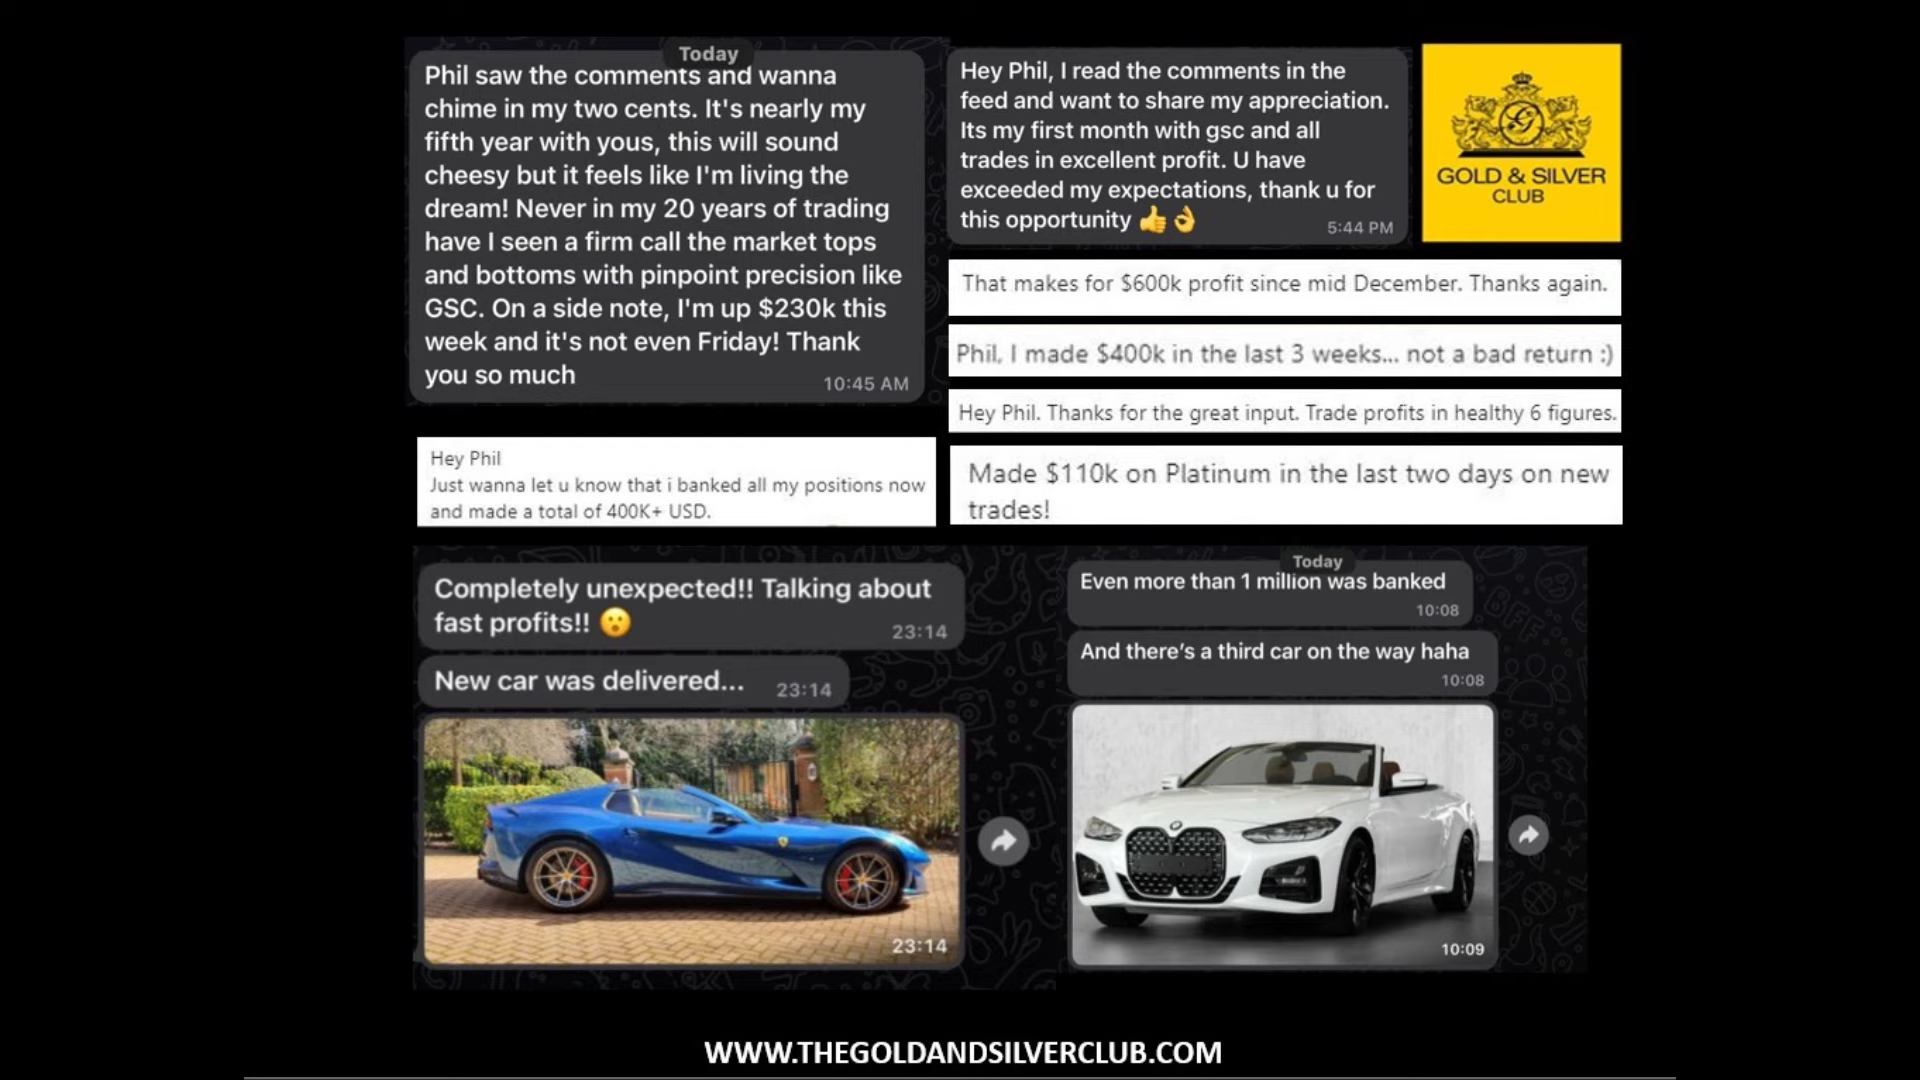 Today
Phil saw the comments and wanna
chime in my two cents. It's nearly my
fifth year with yous, this will sound
cheesy but it feels like I'm living the
dream! Never in my 20 years of trading
have I seen a firm call the market tops
and bottoms with pinpoint precision like
GSC. On a side note, I'm up $230k this
week and it's not even Friday! Thank
you so much
10:45 AM
Hey Phil, I read the comments in the
feed and want to share my appreciation.
Its my first month with gsc and all
trades in excellent profit. U have
exceeded my expectations, thank u for
this opportunity 👍👌
5:44 PM
G
GOLD & SILVER
CLUB
That makes for $600k profit since mid December. Thanks again.
Phil, I made $400k in the last 3 weeks... not a bad return :)
Hey Phil. Thanks for the great input. Trade profits in healthy 6 figures.
Hey Phil
Just wanna let u know that i banked all my positions now
and made a total of 400K+ USD.
Made $110k on Platinum in the last two days on new
trades!
Completely unexpected!! Talking about
fast profits!! 😮
23:14
New car was delivered...
23:14
23:14
Today
Even more than 1 million was banked
10:08
And there's a third car on the way haha
10:08
10:09
WWW.THEGOLDANDSILVERCLUB.COM